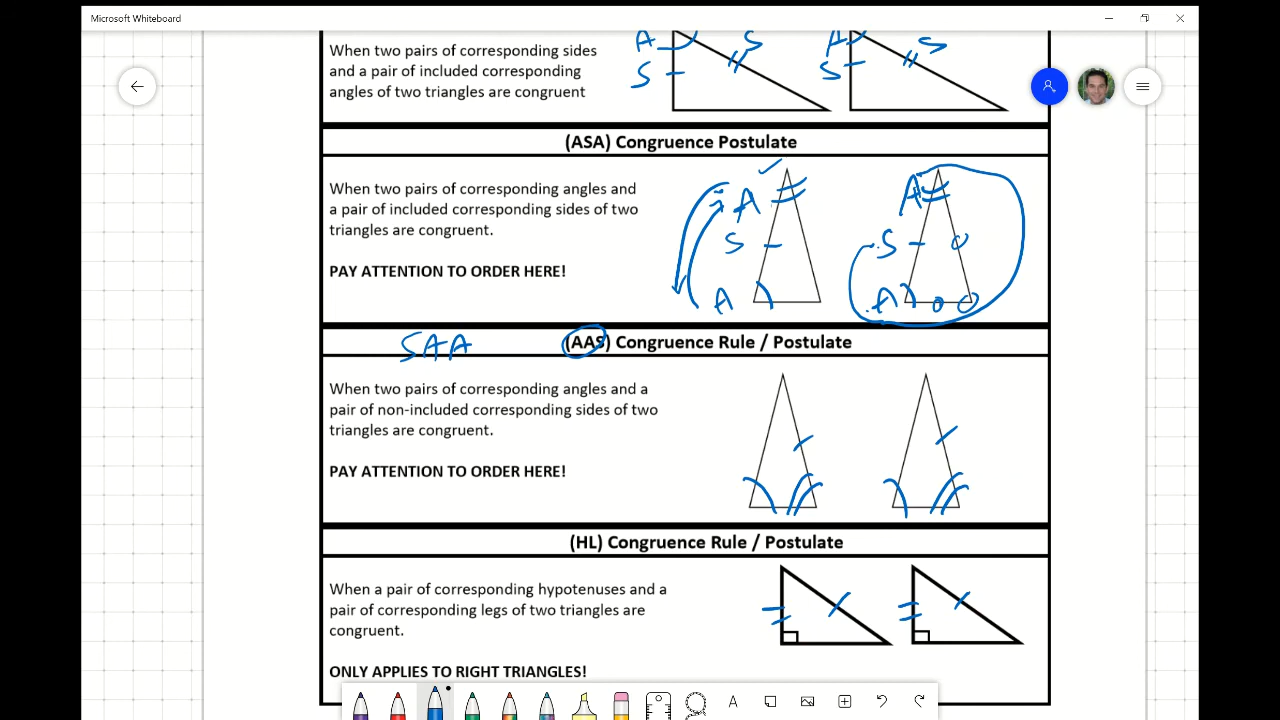 Microsoft Whiteboard
When two pairs of corresponding sides
and a pair of included corresponding
angles of two triangles are congruent
A S
S
A S
S
(ASA) Congruence Postulate
When two pairs of corresponding angles and
a pair of included corresponding sides of two
triangles are congruent.
PAY ATTENTION TO ORDER HERE!
A
S
A
A
S
A
SAA
(AAS) Congruence Rule / Postulate
When two pairs of corresponding angles and a
pair of non-included corresponding sides of two
triangles are congruent.
PAY ATTENTION TO ORDER HERE!
(HL) Congruence Rule / Postulate
When a pair of corresponding hypotenuses and a
pair of corresponding legs of two triangles are
congruent.
ONLY APPLIES TO RIGHT TRIANGLES!